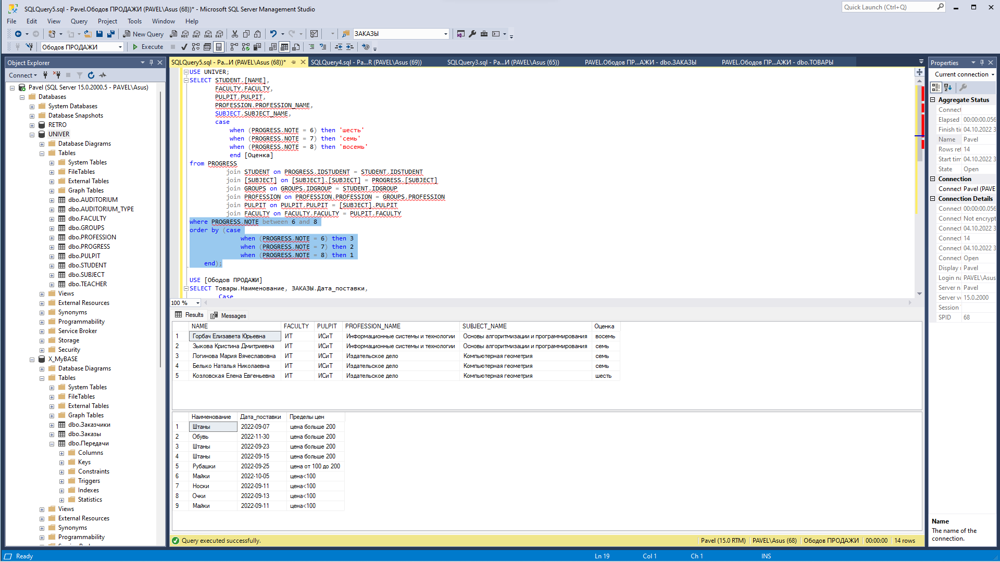 SQLQuery5.sql - Pavel.Ободов ПРОДАЖИ (PAVEL\Asus (68))* - Microsoft SQL Server Management Studio
Quick Launch (Ctrl+Q)
File Edit View Query Project Tools Window Help
New Query
ЗАКАЗЫ
Ободов ПРОДАЖИ
Execute
Object Explorer
Connect
Pavel (SQL Server 15.0.2000.5 - PAVEL\Asus)
Databases
System Databases
Database Snapshots
RETRO
UNIVER
Database Diagrams
Tables
System Tables
FileTables
External Tables
Graph Tables
dbo.AUDITORIUM
dbo.AUDITORIUM_TYPE
dbo.FACULTY
dbo.GROUPS
dbo.PROFESSION
dbo.PROGRESS
dbo.PULPIT
dbo.STUDENT
dbo.SUBJECT
dbo.TEACHER
Views
External Resources
Synonyms
Programmability
Service Broker
Storage
Security
X_MyBASE
Database Diagrams
Tables
System Tables
FileTables
External Tables
Graph Tables
dbo.Заказчики
dbo.Заказы
dbo.Передачи
Columns
Keys
Constraints
Triggers
Indexes
Statistics
Views
External Resources
Synonyms
Programmability
SQLQuery5.sql - Pa...И (PAVEL\Asus (68))*
SQLQuery4.sql - Pa...R (PAVEL\Asus (69))
SQLQuery3.sql - Pa...И (PAVEL\Asus (65))
PAVEL.Ободов ПР...АЖИ - dbo.ЗАКАЗЫ
PAVEL.Ободов ПР...АЖИ - dbo.ТОВАРЫ
USE UNIVER;
SELECT STUDENT.[NAME],
FACULTY.FACULTY,
PULPIT.PULPIT,
PROFESSION.PROFESSION_NAME,
SUBJECT.SUBJECT_NAME,
case
when (PROGRESS.NOTE = 6) then 'шесть'
when (PROGRESS.NOTE = 7) then 'семь'
when (PROGRESS.NOTE = 8) then 'восемь'
end [Оценка]
from PROGRESS
join STUDENT on PROGRESS.IDSTUDENT = STUDENT.IDSTUDENT
join [SUBJECT] on [SUBJECT].[SUBJECT] = PROGRESS.[SUBJECT]
join GROUPS on GROUPS.IDGROUP = STUDENT.IDGROUP
join PROFESSION on PROFESSION.PROFESSION = GROUPS.PROFESSION
join PULPIT on PULPIT.PULPIT = [SUBJECT].PULPIT
join FACULTY on FACULTY.FACULTY = PULPIT.FACULTY
where PROGRESS.NOTE between 6 and 8
order by (case
when (PROGRESS.NOTE = 6) then 3
when (PROGRESS.NOTE = 7) then 2
when (PROGRESS.NOTE = 8) then 1
end);
USE [Ободов ПРОДАЖИ]
SELECT Товары.Наименование, ЗАКАЗЫ.Дата_поставки,
Case
100 %
Results Messages
NAME FACULTY PULPIT PROFESSION_NAME SUBJECT_NAME Оценка
1 Горбач Елизавета Юрьевна ИТ ИСиТ Информационные системы и технологии Основы алгоритмизации и программирования восемь
2 Зыкова Кристина Дмитриевна ИТ ИСиТ Информационные системы и технологии Основы алгоритмизации и программирования семь
3 Логинова Мария Вячеславовна ИТ ИСиТ Издательское дело Компьютерная геометрия семь
4 Белько Наталья Николаевна ИТ ИСиТ Издательское дело Компьютерная геометрия семь
5 Козловская Елена Евгеньевна ИТ ИСиТ Издательское дело Компьютерная геометрия шесть
Наименование Дата_поставки Пределы цен
1 Штаны 2022-09-07 цена больше 200
2 Обувь 2022-11-30 цена больше 200
3 Штаны 2022-09-23 цена больше 200
4 Штаны 2022-09-15 цена больше 200
5 Рубашки 2022-09-25 цена от 100 до 200
6 Майки 2022-10-05 цена<100
7 Носки 2022-09-11 цена<100
8 Очки 2022-09-13 цена<100
9 Майки 2022-09-11 цена<100
Query executed successfully.
Pavel (15.0 RTM) PAVEL\Asus (68) Ободов ПРОДАЖИ 00:00:00 14 rows
Properties
Current connection
Aggregate Status
Connect
Elapsed 00:00:00.056
Finish ti 04.10.2022 3
Name Pavel
Rows ret 14
Start tim 04.10.2022 3
State Open
Connection
Connect Pavel (PAVE
Connection Details
Connect 00:00:00.056
Connect Not encrypt
Connect 04.10.2022 3
Connect 14
Connect 04.10.2022 3
Connect Open
Display Pavel
Login na PAVEL\Asus
Server n Pavel
Server ve 15.0.2000
Session
SPID 68
Name
The name of the
connection.
Ready
Ln 19 Col 1 Ch 1 INS